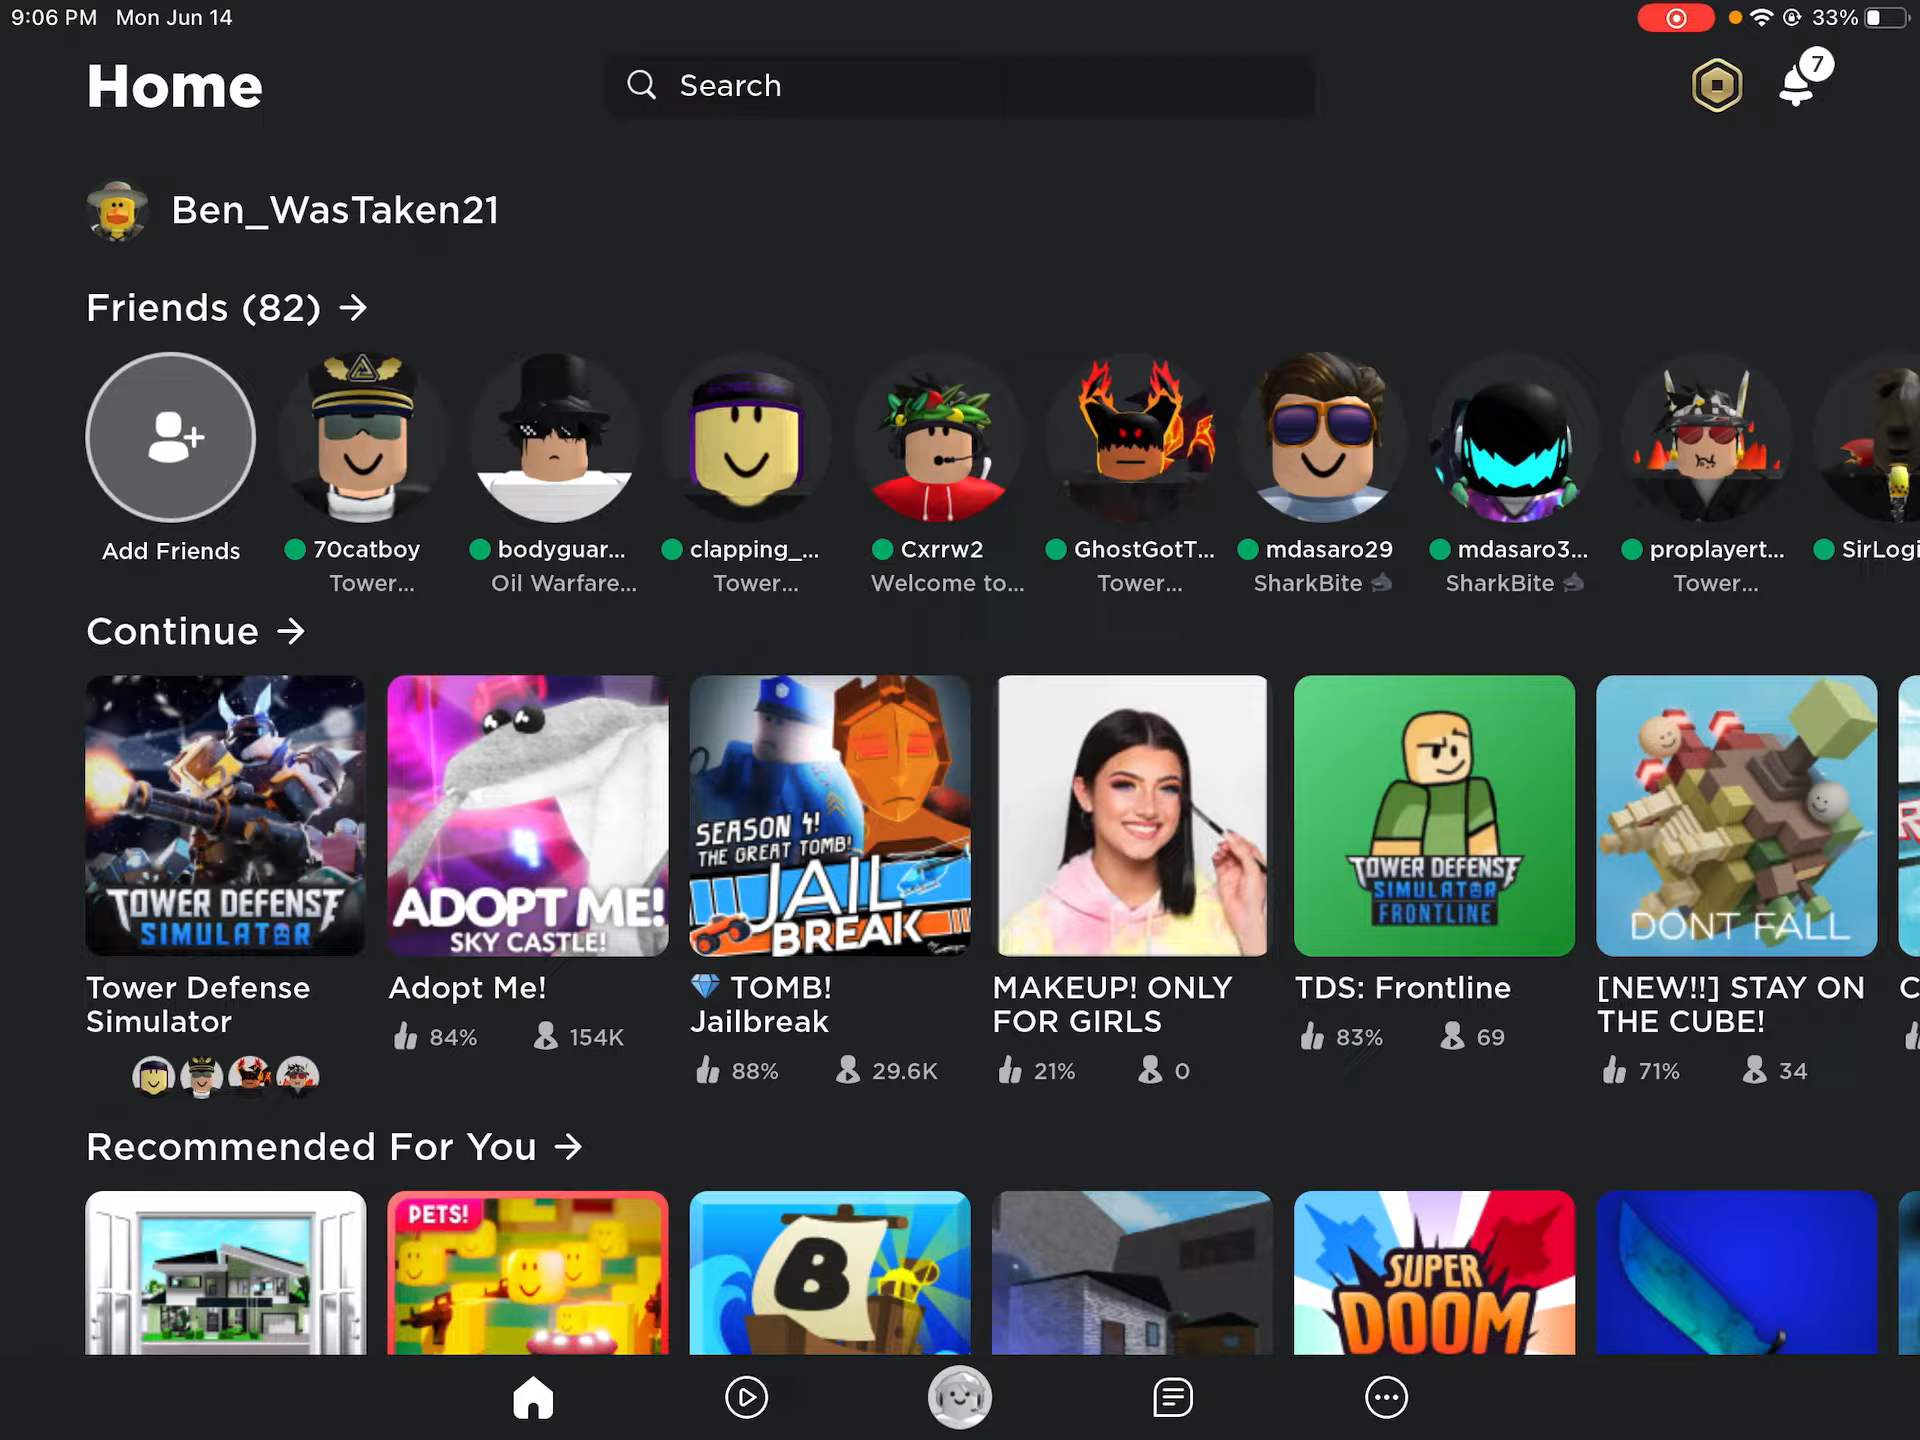 9:06 PM Mon Jun 14
33%
Home
Search
7
Ben_WasTaken21
Friends (82)
Add Friends
70catboy
Tower...
bodyguar...
Oil Warfare...
clapping_...
Tower...
Cxrrw2
Welcome to...
GhostGotT...
Tower...
mdasaro29
SharkBite
mdasaro3...
SharkBite
proplayert...
Tower...
SirLogi
Continue
TOWER DEFENSE
SIMULATOR
ADOPT ME!
SKY CASTLE!
SEASON 4!
THE GREAT TOMB!
JAIL
BREAK
TOWER DEFENSE
SIMULATOR
FRONTLINE
DONT FALL
R
Tower Defense
Simulator
Adopt Me!
84% 154K
TOMB!
Jailbreak
88% 29.6K
MAKEUP! ONLY
FOR GIRLS
21% 0
TDS: Frontline
83% 69
[NEW!!] STAY ON
THE CUBE!
71% 34
C
Recommended For You
PETS!
B
SUPER
DOOM